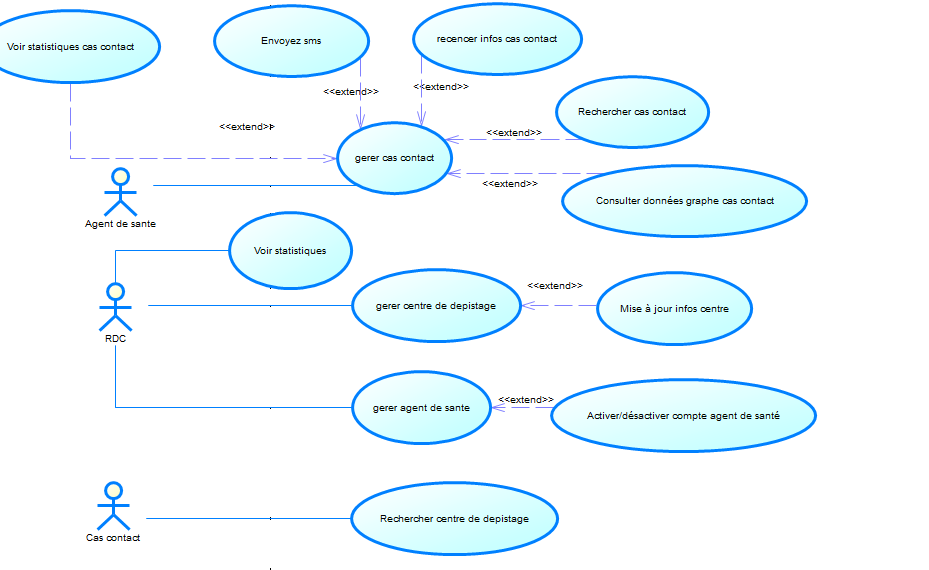 Voir statistiques cas contact
Envoyez sms
recencer infos cas contact
<<extend>>
<<extend>>
Rechercher cas contact
<<extend>>
<<extend>>
gerer cas contact
<<extend>>
Consulter données graphe cas contact
Agent de sante
Voir statistiques
<<extend>>
gerer centre de depistage
Mise à jour infos centre
RDC
<<extend>>
gerer agent de sante
Activer/désactiver compte agent de santé
Rechercher centre de depistage
Cas contact